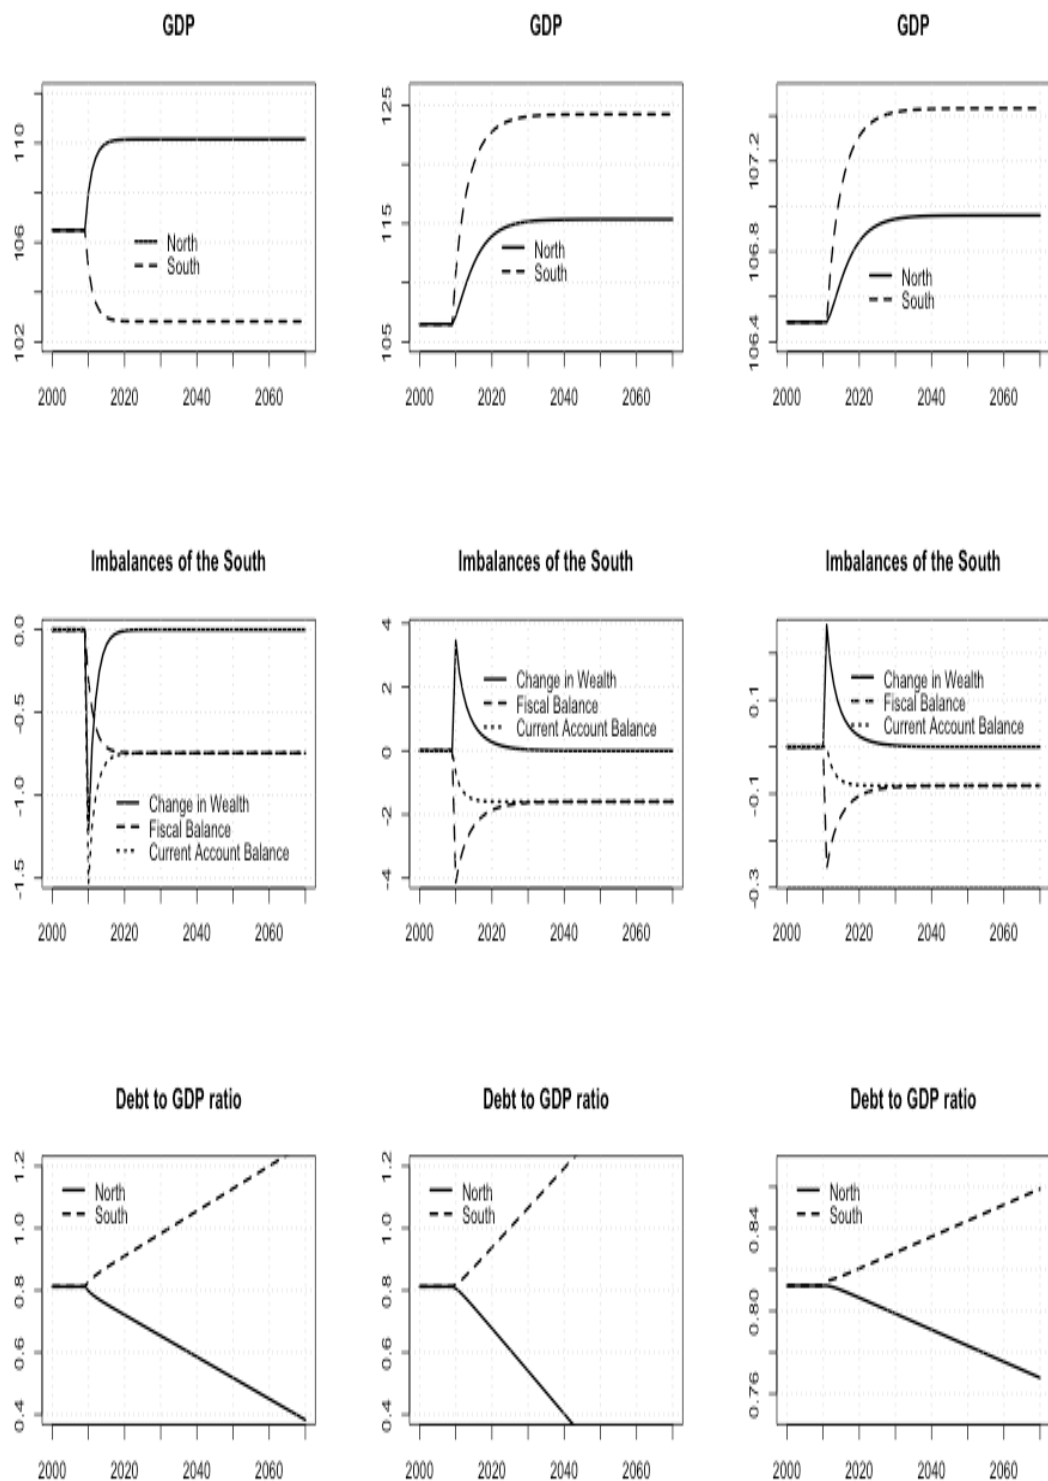 GDP
110
106
102
North
South
2000 2020 2040 2060
GDP
125
115
105
North
South
2000 2020 2040 2060
GDP
107.2
106.8
106.4
North
South
2000 2020 2040 2060
Imbalances of the South
0.0
-0.5
-1.0
-1.5
Change in Wealth
Fiscal Balance
Current Account Balance
2000 2020 2040 2060
Imbalances of the South
4
2
0
-2
-4
Change in Wealth
Fiscal Balance
Current Account Balance
2000 2020 2040 2060
Imbalances of the South
0.1
-0.1
-0.3
Change in Wealth
Fiscal Balance
Current Account Balance
2000 2020 2040 2060
Debt to GDP ratio
1.2
1.0
0.8
0.6
0.4
North
South
2000 2020 2040 2060
Debt to GDP ratio
1.2
1.0
0.8
0.6
0.4
North
South
2000 2020 2040 2060
Debt to GDP ratio
0.84
0.80
0.76
North
South
2000 2020 2040 2060